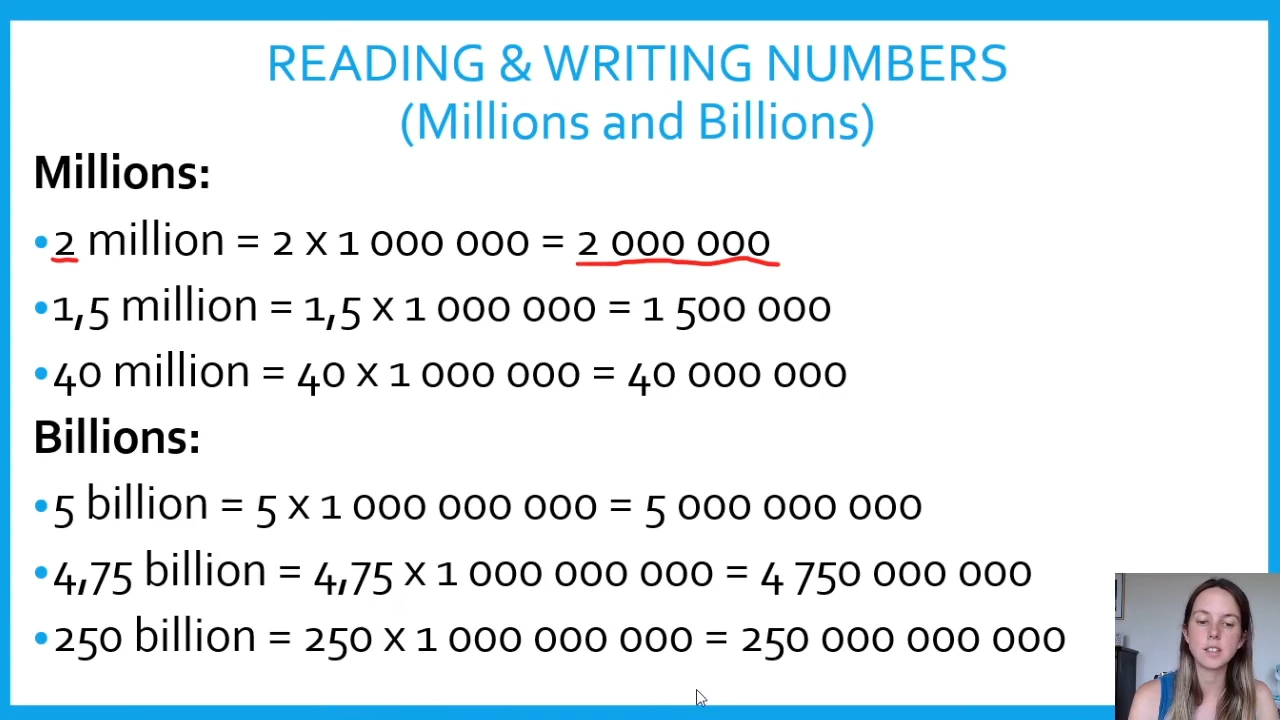 READING & WRITING NUMBERS
(Millions and Billions)
Millions:
•2 million = 2 x 1 000 000 = 2 000 000
•1,5 million = 1,5 x 1 000 000 = 1 500 000
•40 million = 40 x 1 000 000 = 40 000 000
Billions:
•5 billion = 5 x 1 000 000 000 = 5 000 000 000
•4,75 billion = 4,75 x 1 000 000 000 = 4 750 000 000
•250 billion = 250 x 1 000 000 000 = 250 000 000 000